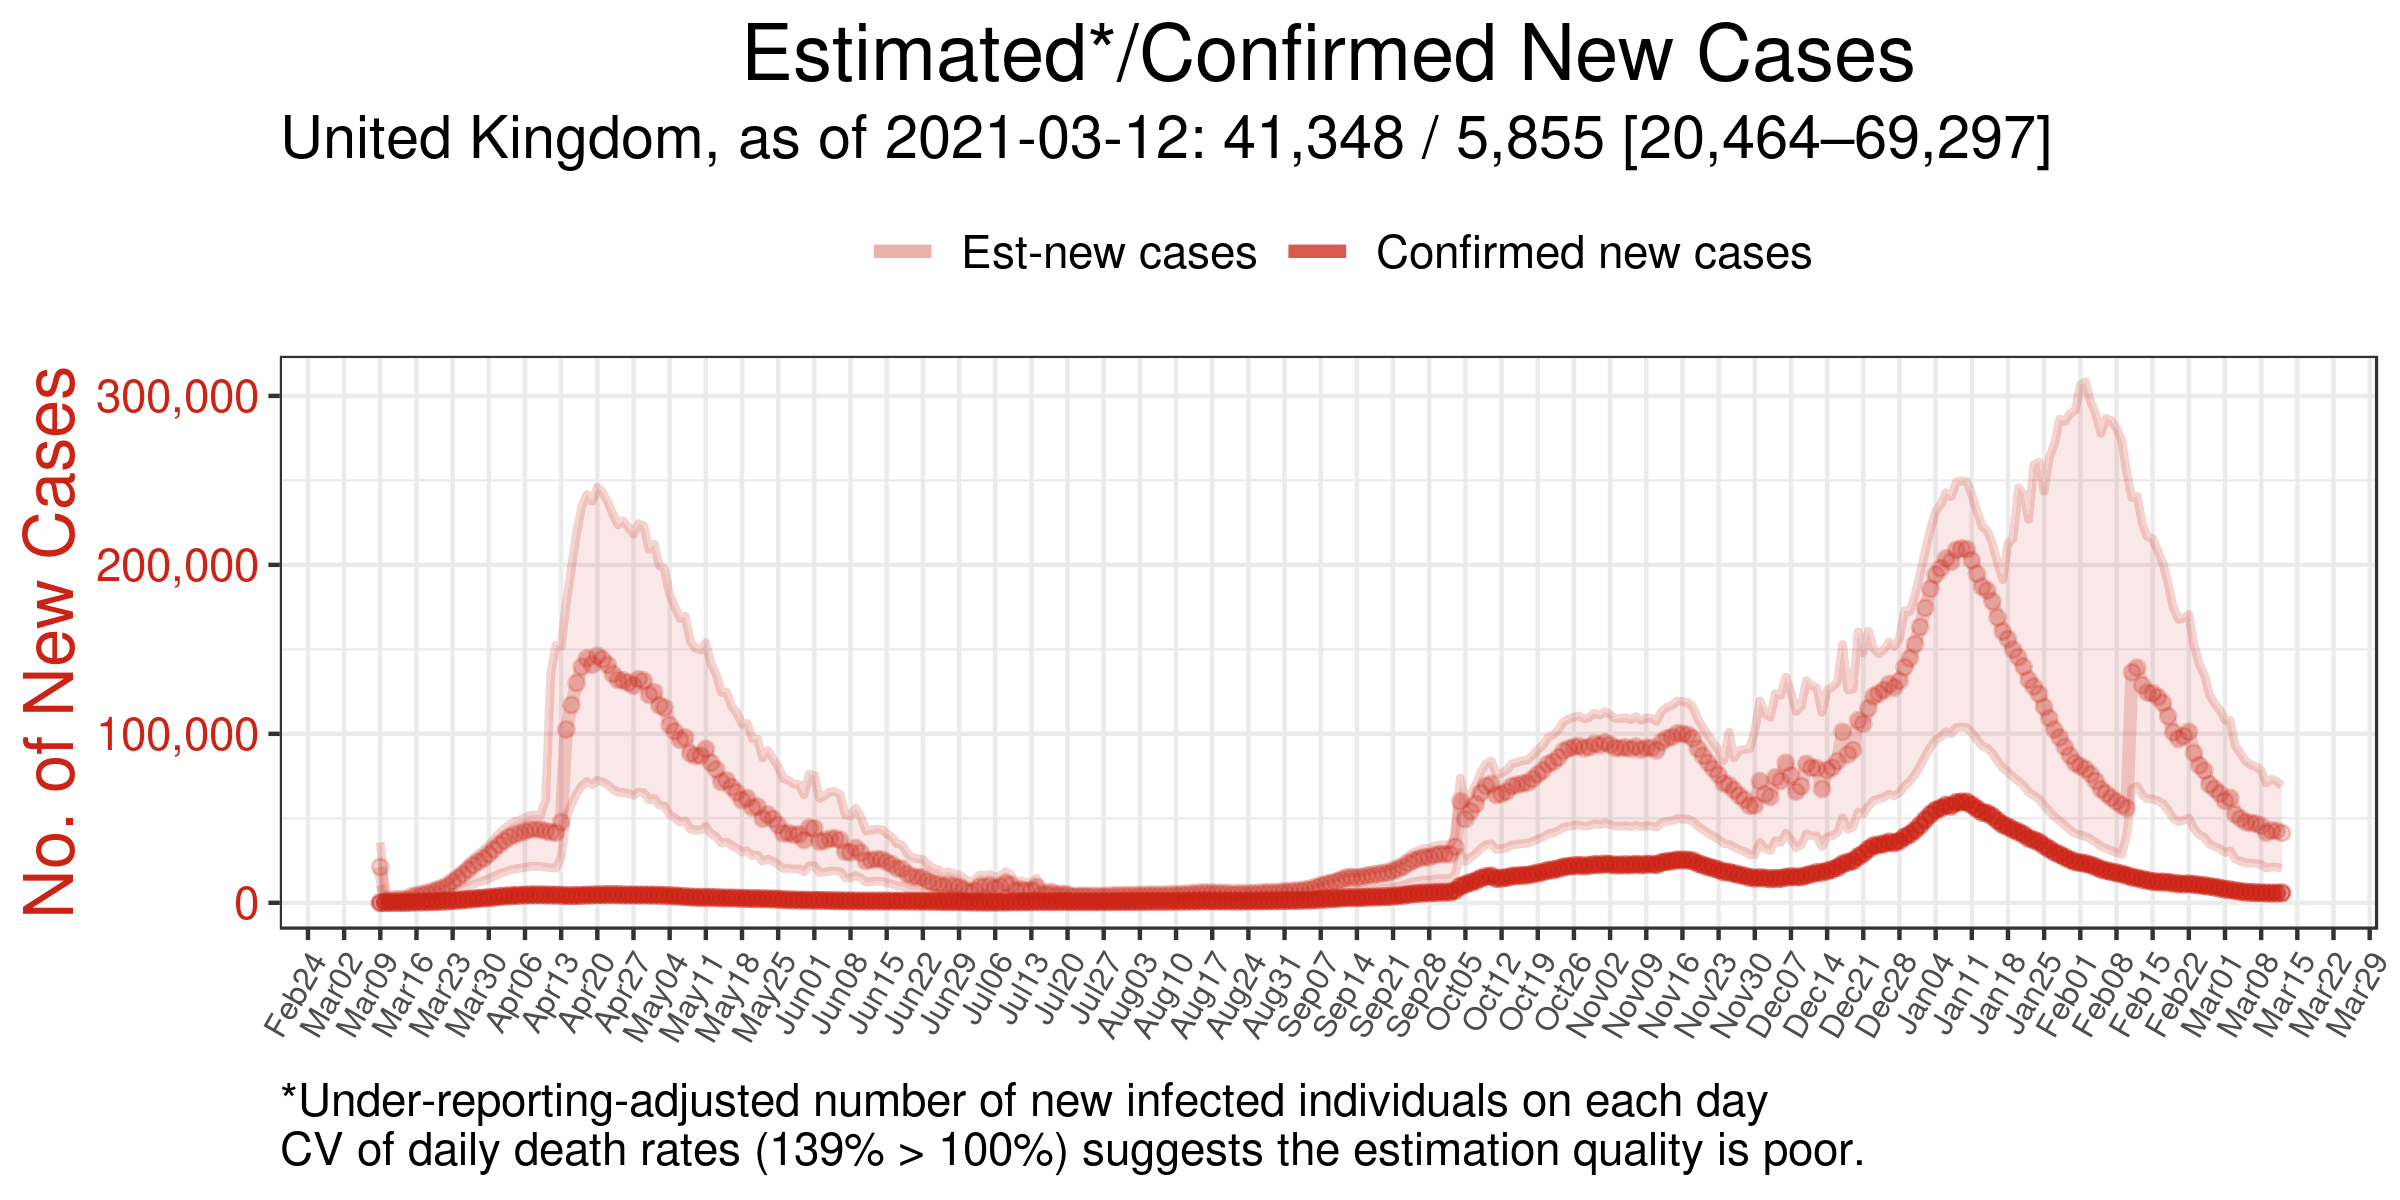 Estimated*/Confirmed New Cases
United Kingdom, as of 2021-03-12: 41,348 / 5,855 [20,464–69,297]
Est-new cases
Confirmed new cases
No. of New Cases
300,000
200,000
100,000
0
Feb24
Mar02
Mar09
Mar16
Mar23
Mar30
Apr06
Apr13
Apr20
Apr27
May04
May11
May18
May25
Jun01
Jun08
Jun15
Jun22
Jun29
Jul06
Jul13
Jul20
Jul27
Aug03
Aug10
Aug17
Aug24
Aug31
Sep07
Sep14
Sep21
Sep28
Oct05
Oct12
Oct19
Oct26
Nov02
Nov09
Nov16
Nov23
Nov30
Dec07
Dec14
Dec21
Dec28
Jan04
Jan11
Jan18
Jan25
Feb01
Feb08
Feb15
Feb22
Mar01
Mar08
Mar15
Mar22
Mar29
*Under-reporting-adjusted number of new infected individuals on each day
CV of daily death rates (139% > 100%) suggests the estimation quality is poor.